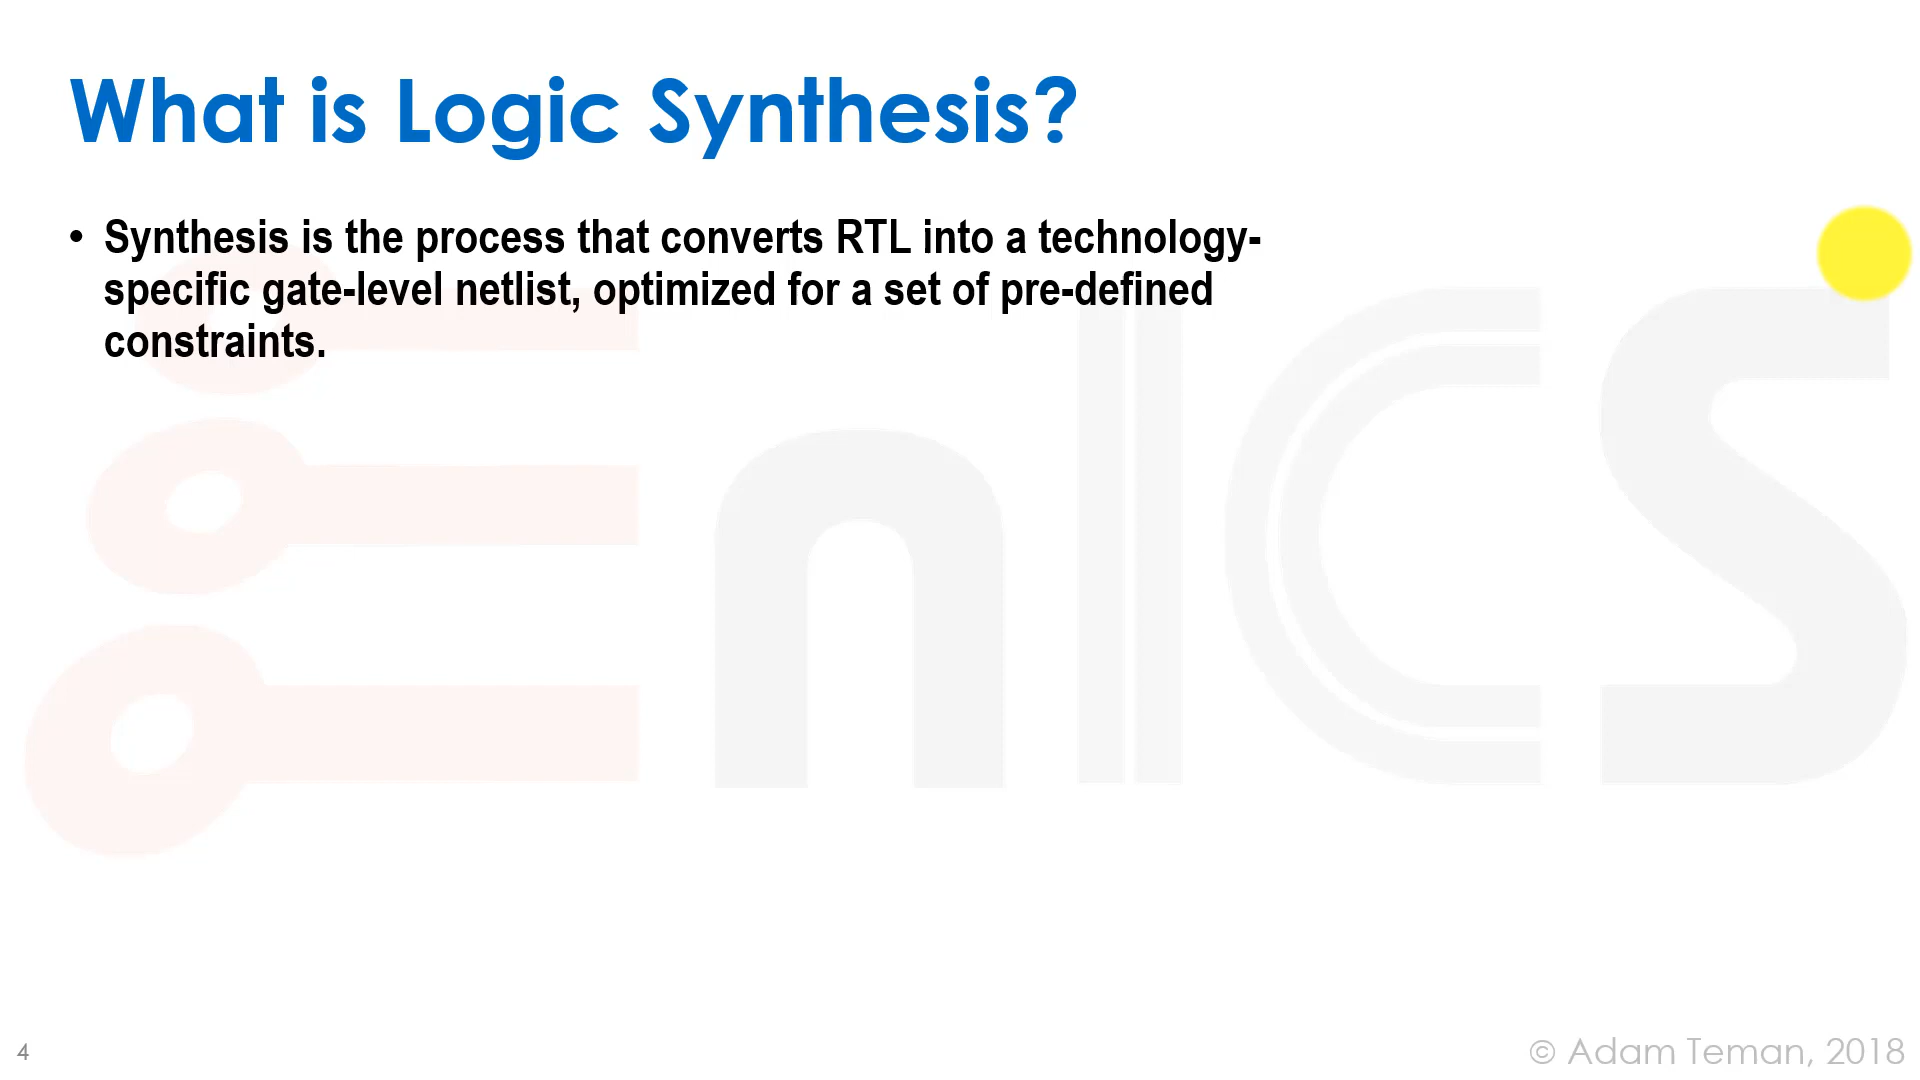 What is Logic Synthesis?
• Synthesis is the process that converts RTL into a technology-
specific gate-level netlist, optimized for a set of pre-defined
constraints.
EnICS
4
© Adam Teman, 2018